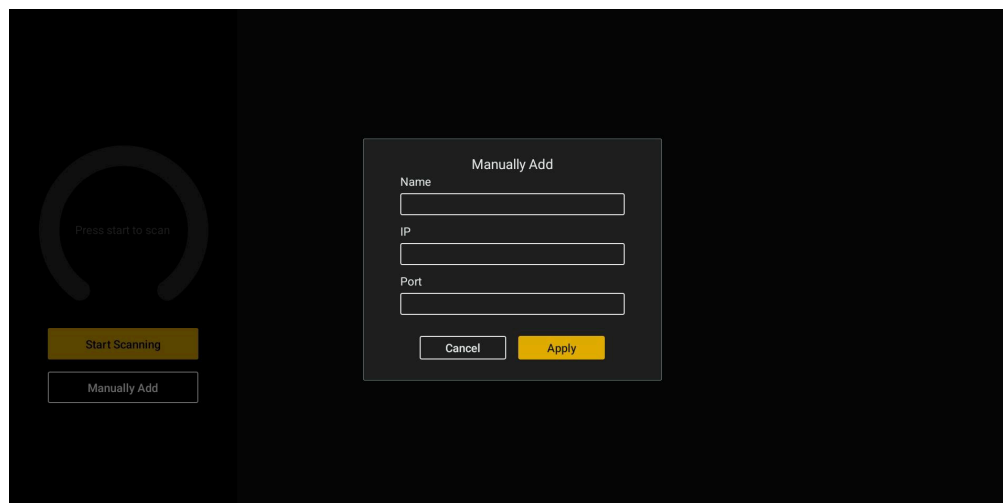 Press start to scan
Start Scanning
Manually Add
Manually Add
Name
IP
Port
Cancel
Apply